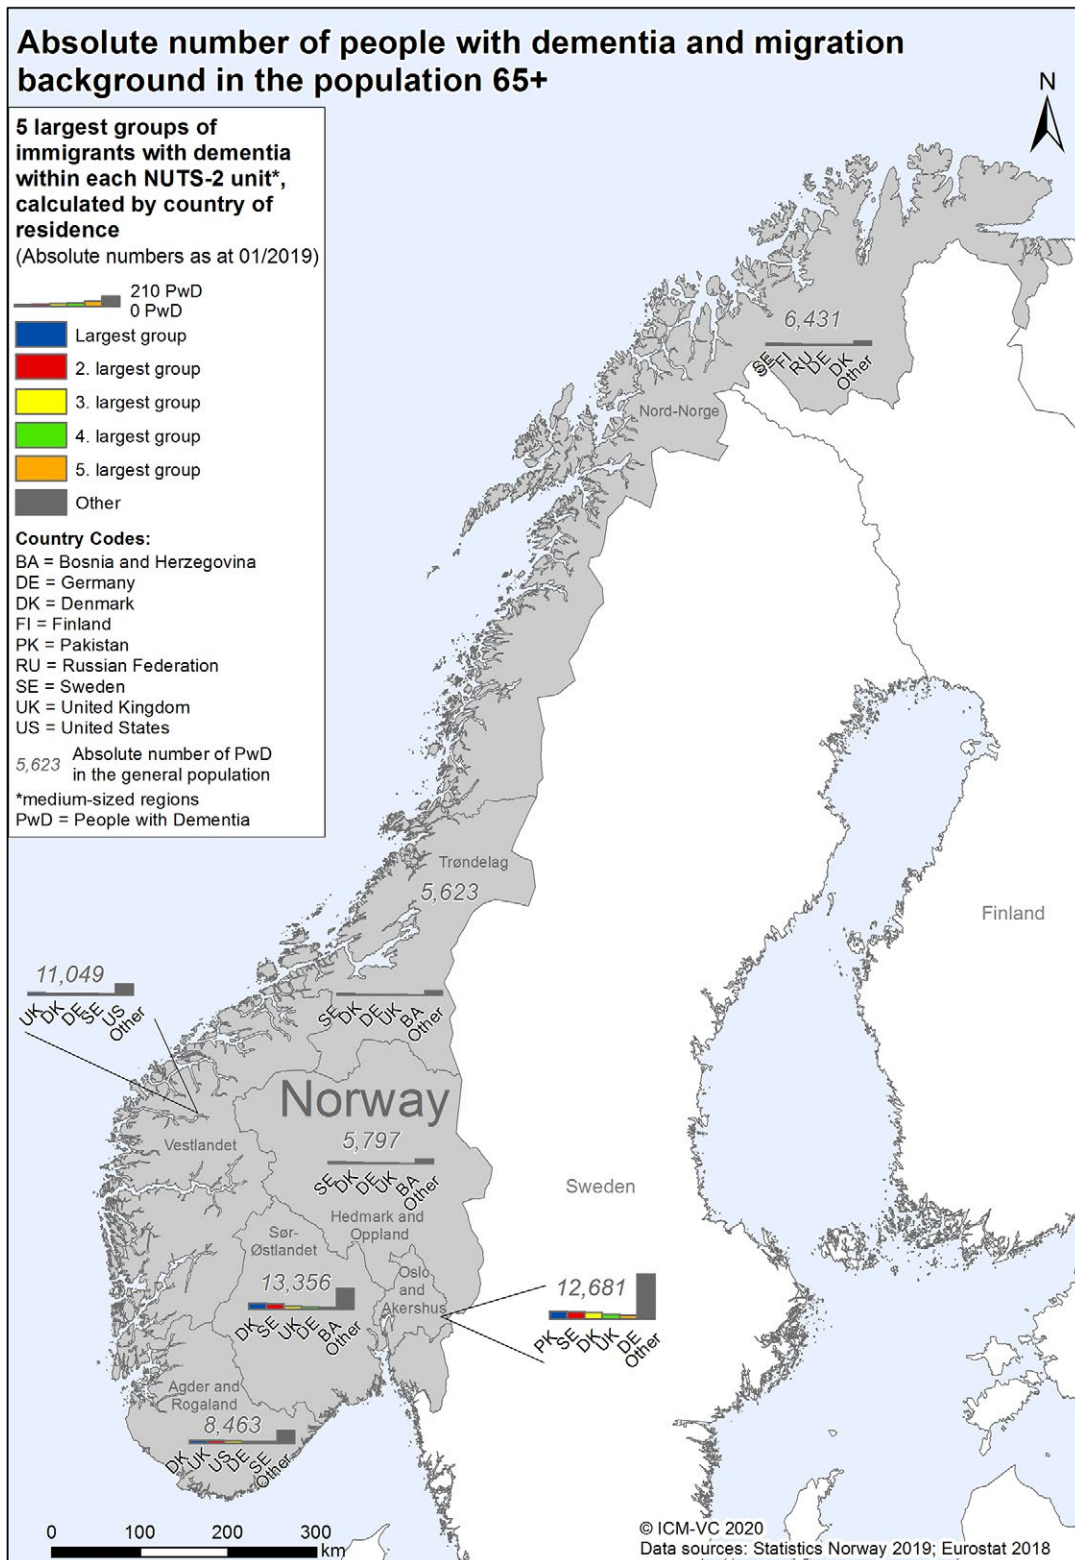 Absolute number of people with dementia and migration
background in the population 65+
5 largest groups of
immigrants with dementia
within each NUTS-2 unit*,
calculated by country of
residence
(Absolute numbers as at 01/2019)
210 PwD
0 PwD
Largest group
2. largest group
3. largest group
4. largest group
5. largest group
Other
Country Codes:
BA = Bosnia and Herzegovina
DE = Germany
DK = Denmark
FI = Finland
PK = Pakistan
RU = Russian Federation
SE = Sweden
UK = United Kingdom
US = United States
5,623 Absolute number of PwD
in the general population
*medium-sized regions
PwD = People with Dementia
N
6,431
SE FI RU DE DK Other
Nord-Norge
Trøndelag
5,623
SE DK DE UK BA Other
Finland
11,049
UK DK DE SE US Other
Norway
Vestlandet
5,797
SE DK DE UK BA Other
Hedmark and
Oppland
Sweden
Sør-
Østlandet
13,356
DK SE UK DE BA Other
Oslo
and
Akershus
12,681
PK SE DK UK DE Other
Agder and
Rogaland
8,463
DK UK US DE SE Other
0 100 200 300
km
© ICM-VC 2020
Data sources: Statistics Norway 2019; Eurostat 2018